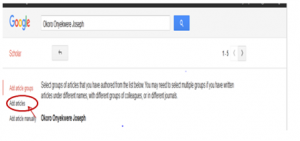 Google Okoro Onyekwere Joseph
Scholar 1-5
Add article groups Select groups of articles that you have authored from the list below. You may need to select multiple groups if you have written
Add articles articles under different names, with different groups of colleagues, or in different journals.
Add article manually Okoro Onyekwere Joseph